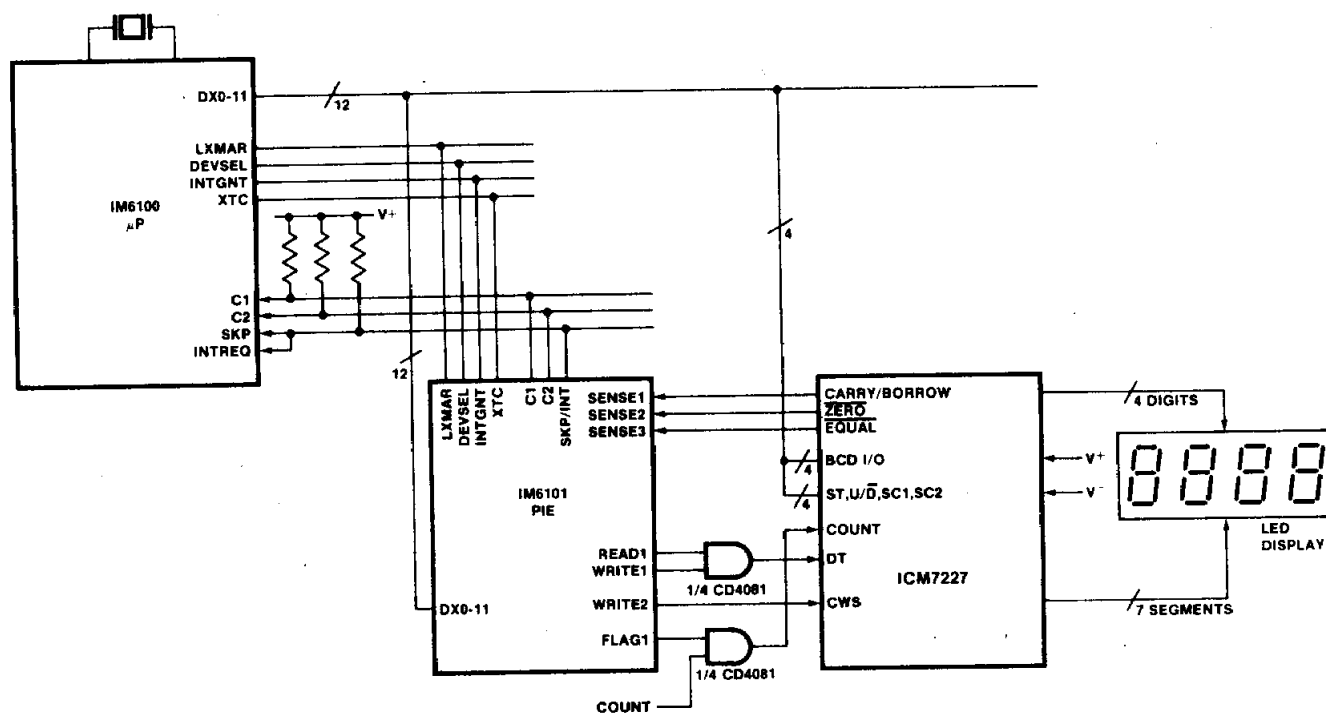 DX0-11
12
LXMAR
DEVSEL
INTGNT
XTC
IM6100
μP
V+
4
C1
C2
SKP
INTREQ
12
LXMAR
DEVSEL
INTGNT
XTC
C1
C2
SKP/INT
SENSE1
SENSE2
SENSE3
IM6101
PIE
READ1
WRITE1
DX0-11
WRITE2
FLAG1
1/4 CD4081
1/4 CD4081
COUNT
CARRY/BORROW
Z̅E̅R̅O̅
E̅Q̅U̅A̅L̅
4
BCD I/O
4
ST,U/D̅,SC1,SC2
COUNT
DT
ICM7227
CWS
4 DIGITS
V+
V-
8888
LED
DISPLAY
7 SEGMENTS